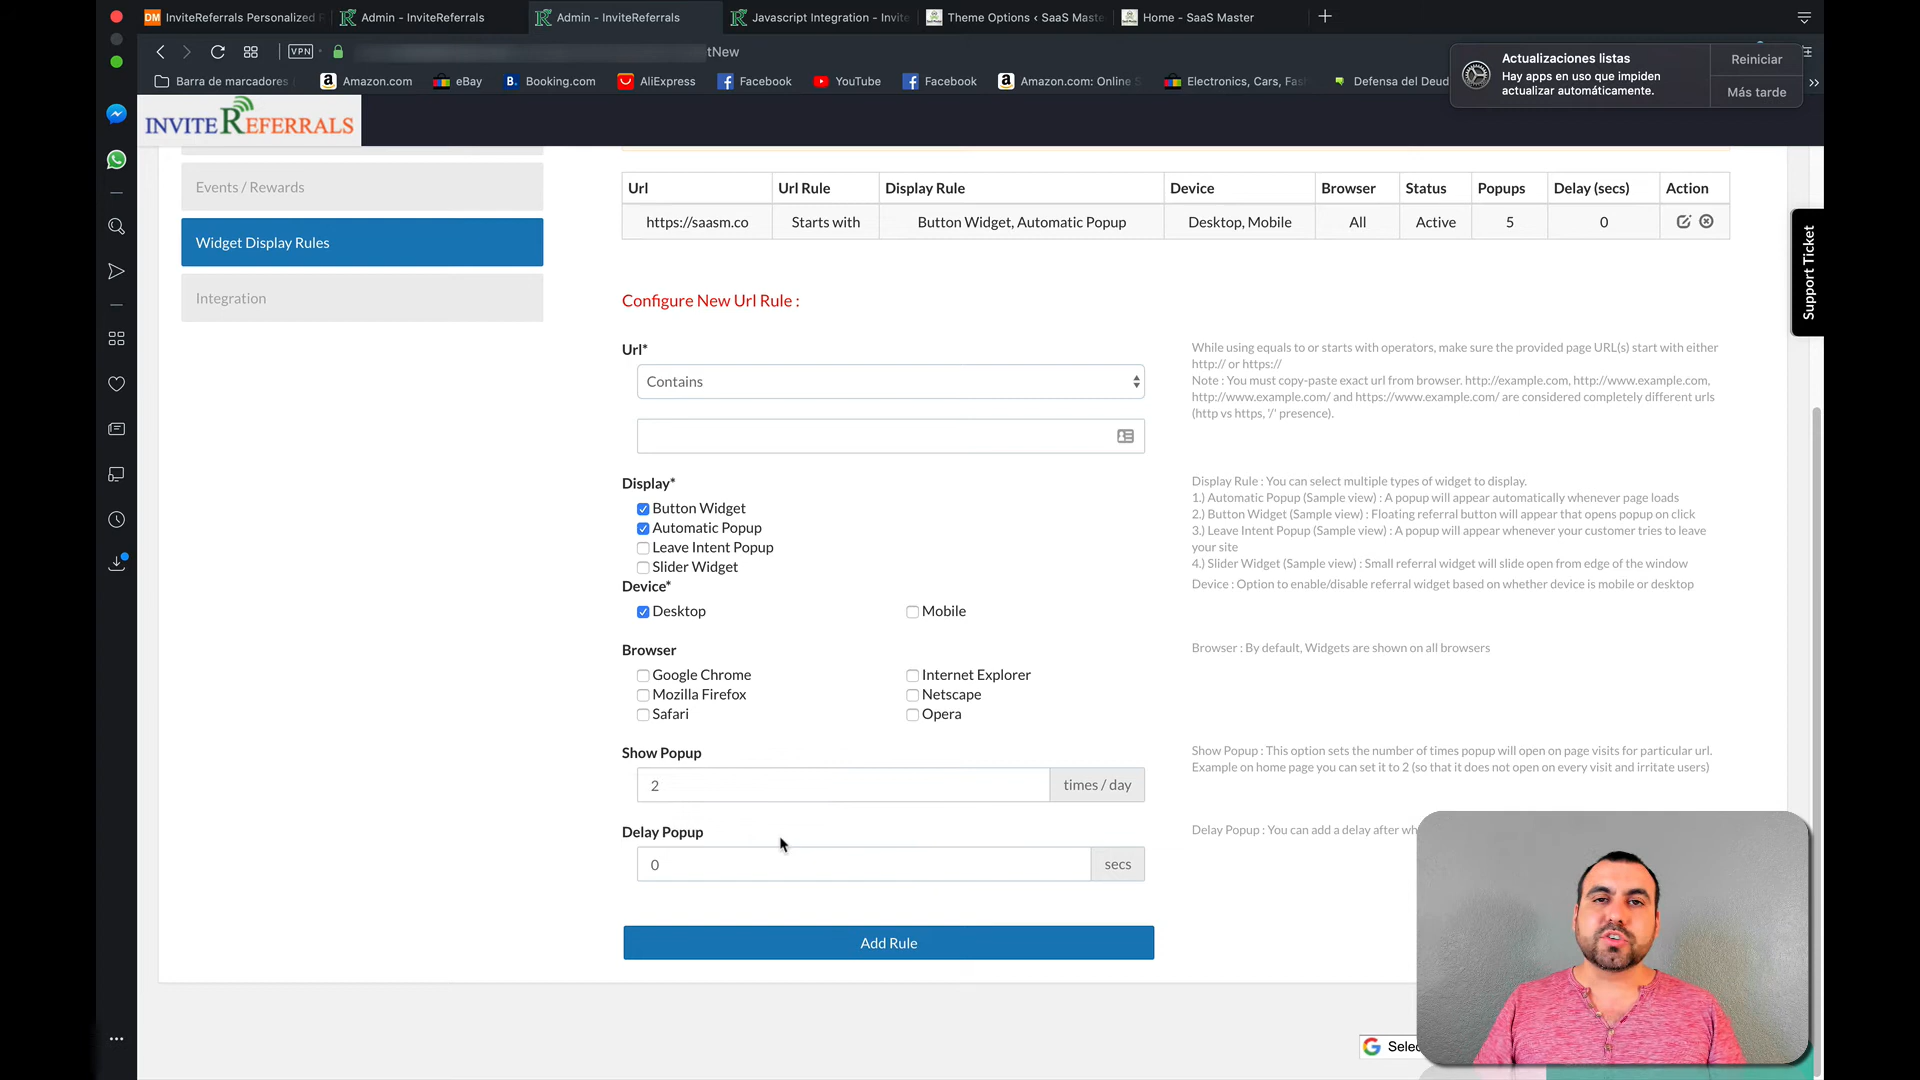 DM InviteReferrals Personalized R
Admin - InviteReferrals
Admin - InviteReferrals
Javascript Integration - Invite
Theme Options ‹ SaaS Maste
Home - SaaS Master
VPN
tNew
Barra de marcadores
Amazon.com
eBay
B. Booking.com
AliExpress
Facebook
YouTube
Facebook
Amazon.com: Online S
Electronics, Cars, Fas
Defensa del Deud
Actualizaciones listas
Hay apps en uso que impiden
actualizar automáticamente.
Reiniciar
Más tarde
INVITEREFERRALS
Events / Rewards
Widget Display Rules
Integration
Url Url Rule Display Rule Device Browser Status Popups Delay (secs) Action
https://saasm.co Starts with Button Widget, Automatic Popup Desktop, Mobile All Active 5 0
Support Ticket
Configure New Url Rule :
Url*
Contains
While using equals to or starts with operators, make sure the provided page URL(s) start with either
http:// or https://
Note : You must copy-paste exact url from browser. http://example.com, http://www.example.com,
http://www.example.com/ and https://www.example.com/ are considered completely different urls
(http vs https, '/' presence).
Display*
Button Widget
Automatic Popup
Leave Intent Popup
Slider Widget
Display Rule : You can select multiple types of widget to display.
1.) Automatic Popup (Sample view) : A popup will appear automatically whenever page loads
2.) Button Widget (Sample view) : Floating referral button will appear that opens popup on click
3.) Leave Intent Popup (Sample view) : A popup will appear whenever your customer tries to leave
your site
4.) Slider Widget (Sample view) : Small referral widget will slide open from edge of the window
Device*
Desktop Mobile
Device : Option to enable/disable referral widget based on whether device is mobile or desktop
Browser
Google Chrome Internet Explorer
Mozilla Firefox Netscape
Safari Opera
Browser : By default, Widgets are shown on all browsers
Show Popup
2 times / day
Show Popup : This option sets the number of times popup will open on page visits for particular url.
Example on home page you can set it to 2 (so that it does not open on every visit and irritate users)
Delay Popup
0 secs
Delay Popup : You can add a delay after wh
Add Rule
G Selec